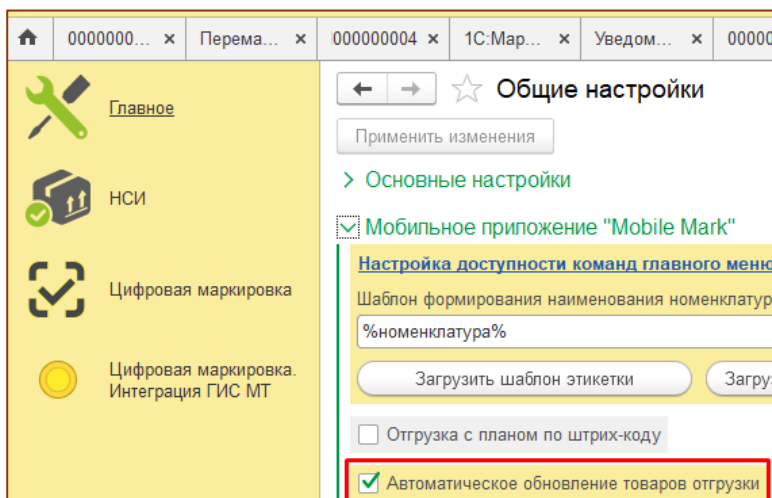 0000000... × Перема... × 000000004 × 1С:Мар... × Уведом... × 00000
Главное
НСИ
Цифровая маркировка
Цифровая маркировка.
Интеграция ГИС МТ
Общие настройки
Применить изменения
Основные настройки
Мобильное приложение "Mobile Mark"
Настройка доступности команд главного меню
Шаблон формирования наименования номенклатур
%номенклатура%
Загрузить шаблон этикетки Загру
Отгрузка с планом по штрих-коду
Автоматическое обновление товаров отгрузки